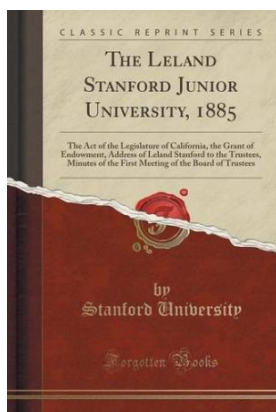 CLASSIC REPRINT SERIES
THE LELAND
STANFORD JUNIOR
UNIVERSITY, 1885
The Act of the Legislature of California, the Grant of
Endowment, Address of Leland Stanford to the Trustees,
Minutes of the First Meeting of the Board of Trustees
by
Stanford University
Forgotten Books